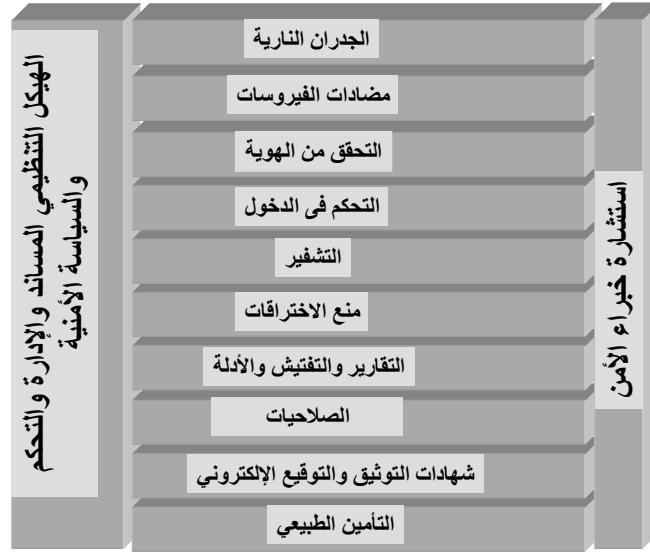 الجدران النارية
مضادات الفيروسات
التحقق من الهوية
التحكم فى الدخول
التشفير
منع الاختراقات
التقارير والتفتيش والأدلة
الصلاحيات
شهادات التوثيق والتوقيع الإلكتروني
التأمين الطبيعي
استشارة خبراء الأمن
الهيكل التنظيمي المساند والإدارة والتحكم
والسياسة الأمنية